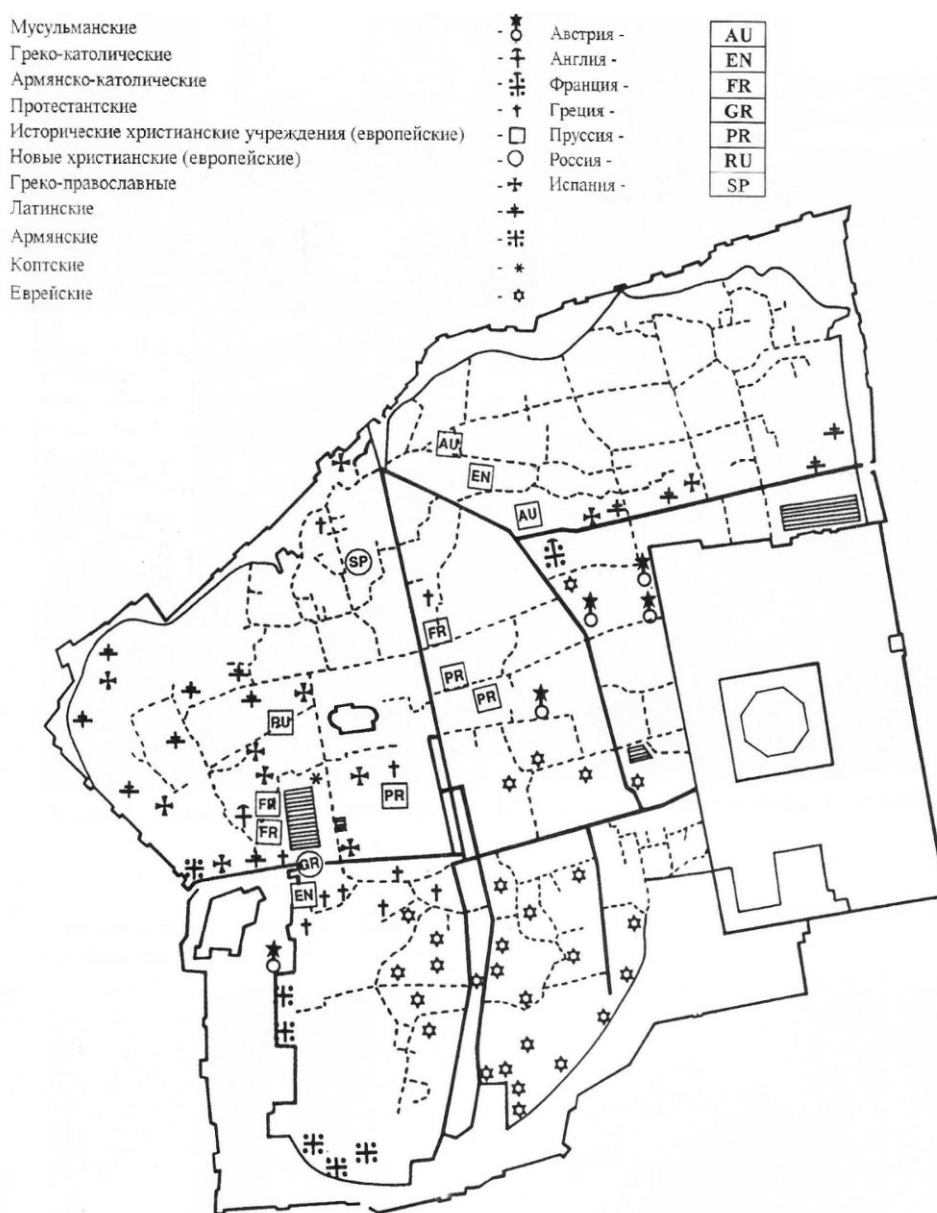 Мусульманские -
Греко-католические -
Армянско-католические -
Протестантские -
Исторические христианские учреждения (европейские) -
Новые христианские (европейские) -
Греко-православные -
Латинские -
Армянские -
Коптские -
Еврейские -
Австрия - AU
Англия - EN
Франция - FR
Греция - GR
Пруссия - PR
Россия - RU
Испания - SP
AU
EN
AU
SP
FR
PR
PR
RU
PR
FR
FR
GR
EN